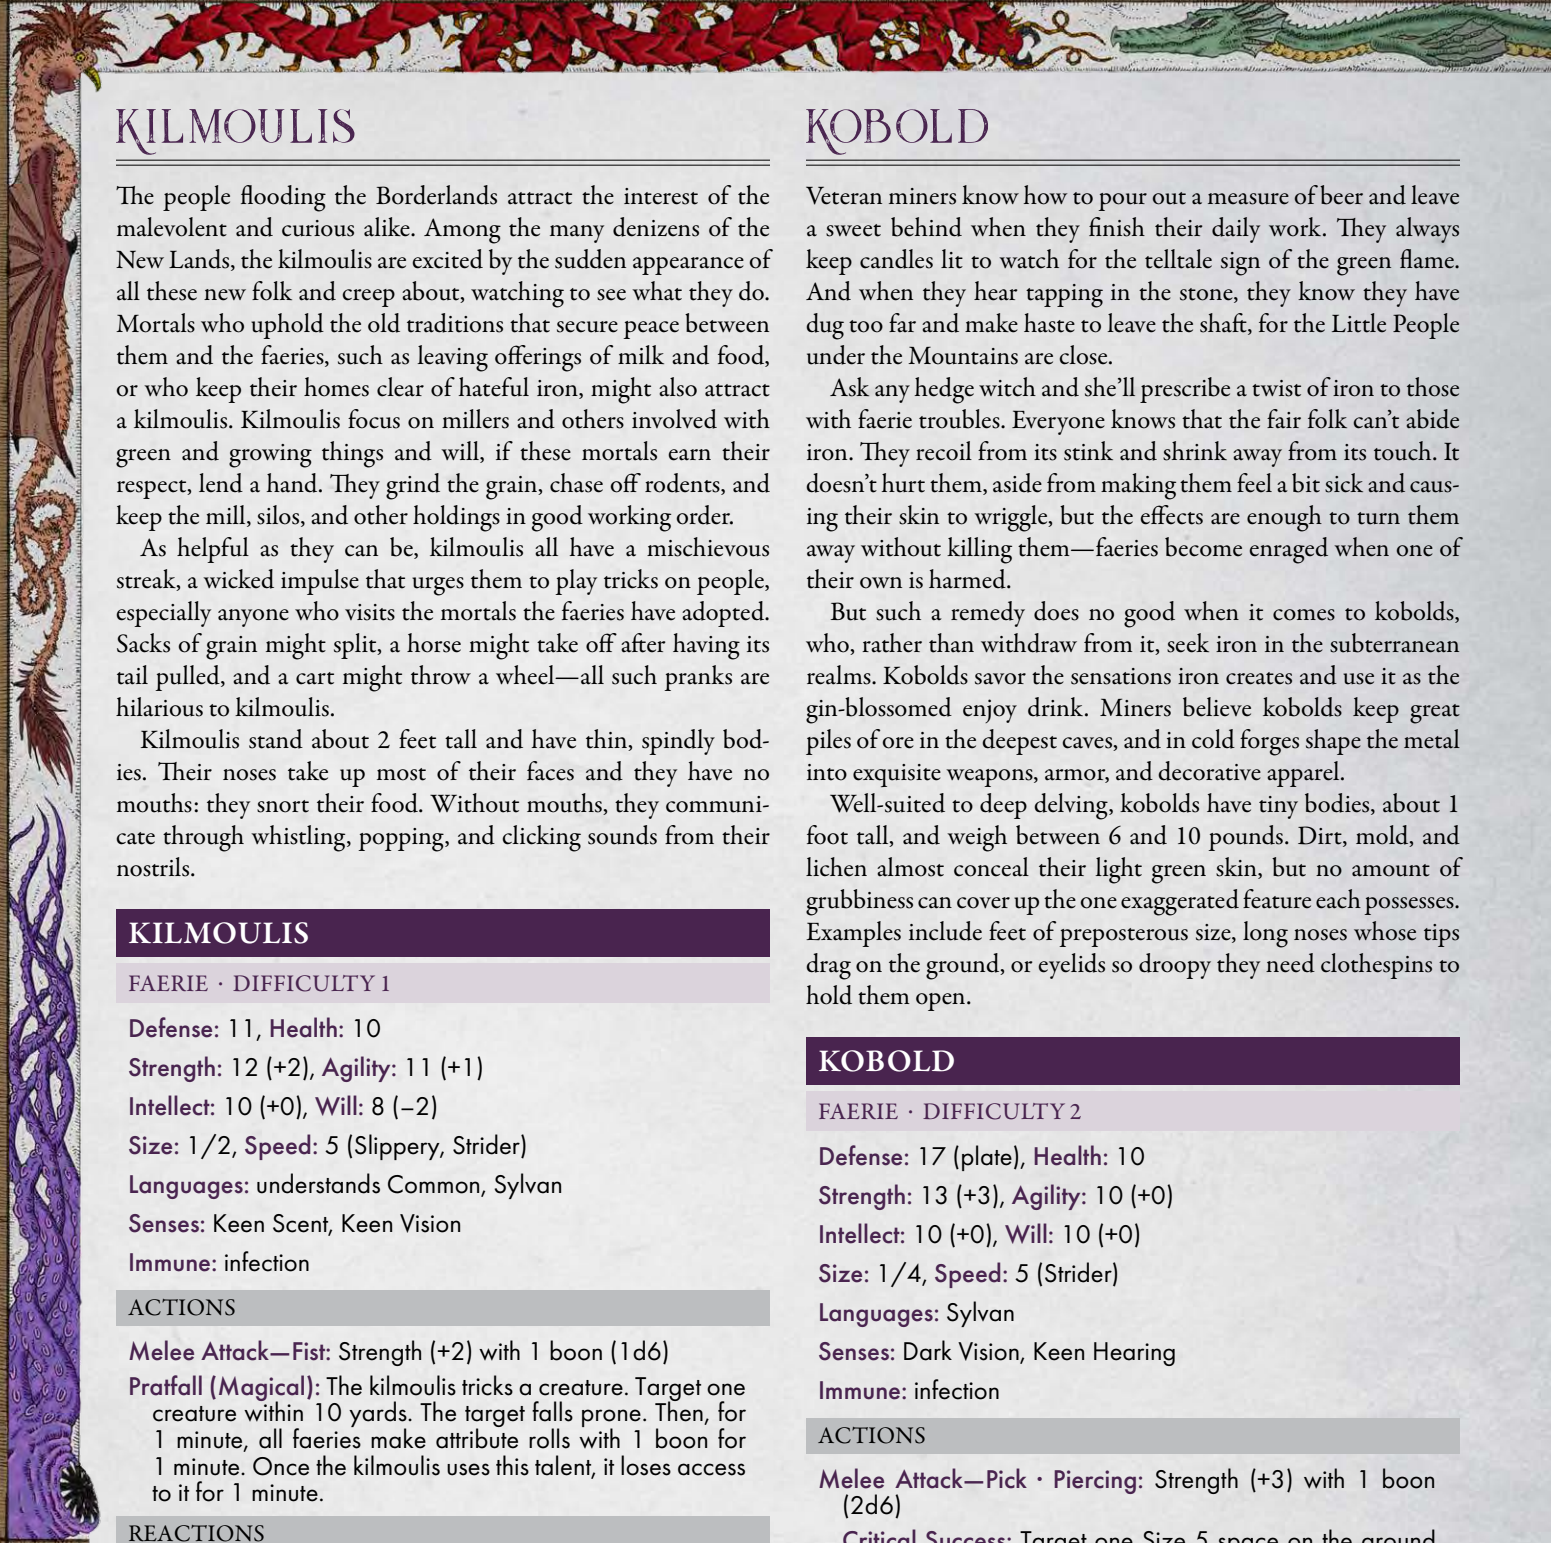 KILMOULIS
The people flooding the Borderlands attract the interest of the
malevolent and curious alike. Among the many denizens of the
New Lands, the kilmoulis are excited by the sudden appearance of
all these new folk and creep about, watching to see what they do.
Mortals who uphold the old traditions that secure peace between
them and the faeries, such as leaving offerings of milk and food,
or who keep their homes clear of hateful iron, might also attract
a kilmoulis. Kilmoulis focus on millers and others involved with
green and growing things and will, if these mortals earn their
respect, lend a hand. They grind the grain, chase off rodents, and
keep the mill, silos, and other holdings in good working order.
As helpful as they can be, kilmoulis all have a mischievous
streak, a wicked impulse that urges them to play tricks on people,
especially anyone who visits the mortals the faeries have adopted.
Sacks of grain might split, a horse might take off after having its
tail pulled, and a cart might throw a wheel—all such pranks are
hilarious to kilmoulis.
Kilmoulis stand about 2 feet tall and have thin, spindly bod-
ies. Their noses take up most of their faces and they have no
mouths: they snort their food. Without mouths, they communi-
cate through whistling, popping, and clicking sounds from their
nostrils.
KILMOULIS
FAERIE · DIFFICULTY 1
Defense: 11, Health: 10
Strength: 12 (+2), Agility: 11 (+1)
Intellect: 10 (+0), Will: 8 (−2)
Size: 1/2, Speed: 5 (Slippery, Strider)
Languages: understands Common, Sylvan
Senses: Keen Scent, Keen Vision
Immune: infection
ACTIONS
Melee Attack—Fist: Strength (+2) with 1 boon (1d6)
Pratfall (Magical): The kilmoulis tricks a creature. Target one
creature within 10 yards. The target falls prone. Then, for
1 minute, all faeries make attribute rolls with 1 boon for
1 minute. Once the kilmoulis uses this talent, it loses access
to it for 1 minute.
REACTIONS
KOBOLD
Veteran miners know how to pour out a measure of beer and leave
a sweet behind when they finish their daily work. They always
keep candles lit to watch for the telltale sign of the green flame.
And when they hear tapping in the stone, they know they have
dug too far and make haste to leave the shaft, for the Little People
under the Mountains are close.
Ask any hedge witch and she'll prescribe a twist of iron to those
with faerie troubles. Everyone knows that the fair folk can't abide
iron. They recoil from its stink and shrink away from its touch. It
doesn't hurt them, aside from making them feel a bit sick and caus-
ing their skin to wriggle, but the effects are enough to turn them
away without killing them—faeries become enraged when one of
their own is harmed.
But such a remedy does no good when it comes to kobolds,
who, rather than withdraw from it, seek iron in the subterranean
realms. Kobolds savor the sensations iron creates and use it as the
gin-blossomed enjoy drink. Miners believe kobolds keep great
piles of ore in the deepest caves, and in cold forges shape the metal
into exquisite weapons, armor, and decorative apparel.
Well-suited to deep delving, kobolds have tiny bodies, about 1
foot tall, and weigh between 6 and 10 pounds. Dirt, mold, and
lichen almost conceal their light green skin, but no amount of
grubbiness can cover up the one exaggerated feature each possesses.
Examples include feet of preposterous size, long noses whose tips
drag on the ground, or eyelids so droopy they need clothespins to
hold them open.
KOBOLD
FAERIE · DIFFICULTY 2
Defense: 17 (plate), Health: 10
Strength: 13 (+3), Agility: 10 (+0)
Intellect: 10 (+0), Will: 10 (+0)
Size: 1/4, Speed: 5 (Strider)
Languages: Sylvan
Senses: Dark Vision, Keen Hearing
Immune: infection
ACTIONS
Melee Attack—Pick · Piercing: Strength (+3) with 1 boon
(2d6)
Critical Success: Target one Size 5 space on the ground